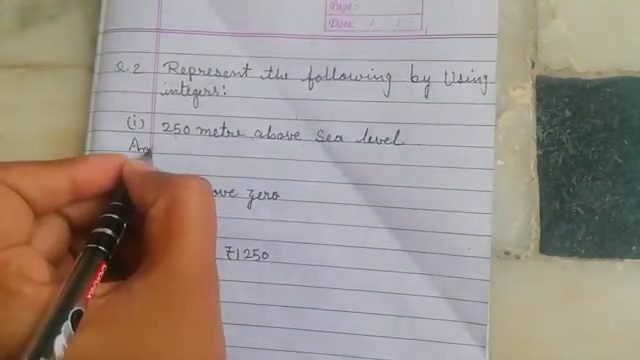 Page:
Date: / /
Q.2 Represent the following by Using
integers:
(i) 250 metre above Sea level
An
ove zero
₹1250